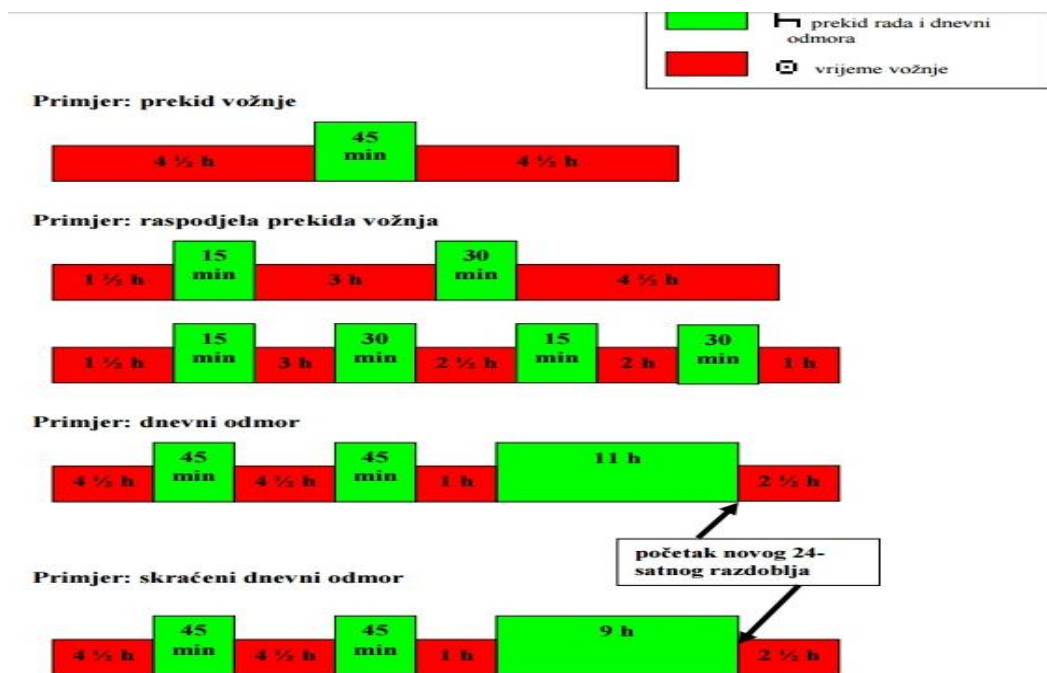 prekid rada i dnevni
odmora
vrijeme vožnje
Primjer: prekid vožnje
45
min
4 ½ h 4 ½ h
Primjer: raspodjela prekida vožnja
15 30
min min
1 ½ h 3 h 4 ½ h
15 30 15 30
min min min min
1 ½ h 3 h 2 ½ h 2 h 1 h
Primjer: dnevni odmor
45 45 11 h
min min
4 ½ h 4 ½ h 1 h 2 ½ h
početak novog 24-
satnog razdoblja
Primjer: skraćeni dnevni odmor
45 45 9 h
min min
4 ½ h 4 ½ h 1 h 2 ½ h